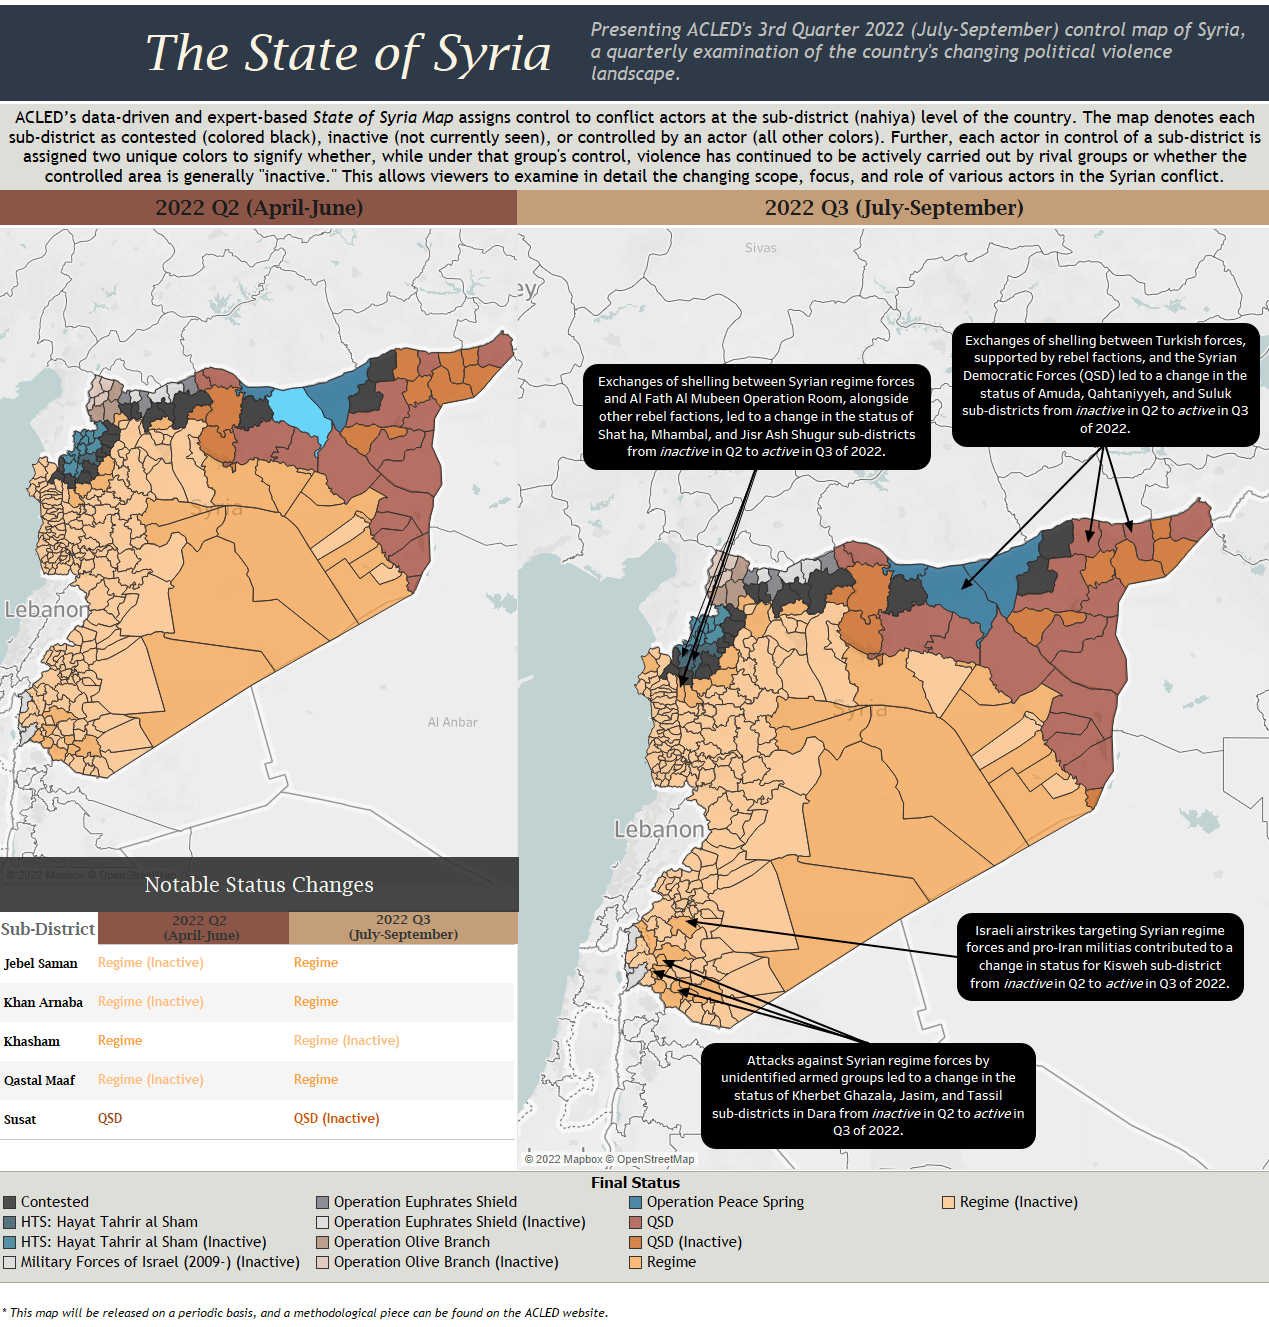 The State of Syria
Presenting ACLED's 3rd Quarter 2022 (July-September) control map of Syria,
a quarterly examination of the country's changing political violence
landscape.
ACLED's data-driven and expert-based State of Syria Map assigns control to conflict actors at the sub-district (nahiya) level of the country. The map denotes each
sub-district as contested (colored black), inactive (not currently seen), or controlled by an actor (all other colors). Further, each actor in control of a sub-district is
assigned two unique colors to signify whether, while under that group's control, violence has continued to be actively carried out by rival groups or whether the
controlled area is generally "inactive." This allows viewers to examine in detail the changing scope, focus, and role of various actors in the Syrian conflict.
2022 Q2 (April-June)
2022 Q3 (July-September)
Syria
Lebanon
Al Anbar
© 2022 Mapbox © OpenStreetMap
Sivas
ey
Exchanges of shelling between Turkish forces,
supported by rebel factions, and the Syrian
Democratic Forces (QSD) led to a change in the
status of Amuda, Qahtaniyyeh, and Suluk
sub-districts from inactive in Q2 to active in Q3
of 2022.
Exchanges of shelling between Syrian regime forces
and Al Fath Al Mubeen Operation Room, alongside
other rebel factions, led to a change in the status of
Shat ha, Mhambal, and Jisr Ash Shugur sub-districts
from inactive in Q2 to active in Q3 of 2022.
Syria
Lebanon
Israeli airstrikes targeting Syrian regime
forces and pro-Iran militias contributed to a
change in status for Kisweh sub-district
from inactive in Q2 to active in Q3 of 2022.
Attacks against Syrian regime forces by
unidentified armed groups led to a change in the
status of Kherbet Ghazala, Jasim, and Tassil
sub-districts in Dara from inactive in Q2 to active in
Q3 of 2022.
© 2022 Mapbox © OpenStreetMap
Notable Status Changes
Sub-District
2022 Q2
(April-June)
2022 Q3
(July-September)
Jebel Saman Regime (Inactive) Regime
Khan Arnaba Regime (Inactive) Regime
Khasham Regime Regime (Inactive)
Qastal Maaf Regime (Inactive) Regime
Susat QSD QSD (Inactive)
Final Status
Contested
HTS: Hayat Tahrir al Sham
HTS: Hayat Tahrir al Sham (Inactive)
Military Forces of Israel (2009-) (Inactive)
Operation Euphrates Shield
Operation Euphrates Shield (Inactive)
Operation Olive Branch
Operation Olive Branch (Inactive)
Operation Peace Spring
QSD
QSD (Inactive)
Regime
Regime (Inactive)
* This map will be released on a periodic basis, and a methodological piece can be found on the ACLED website.